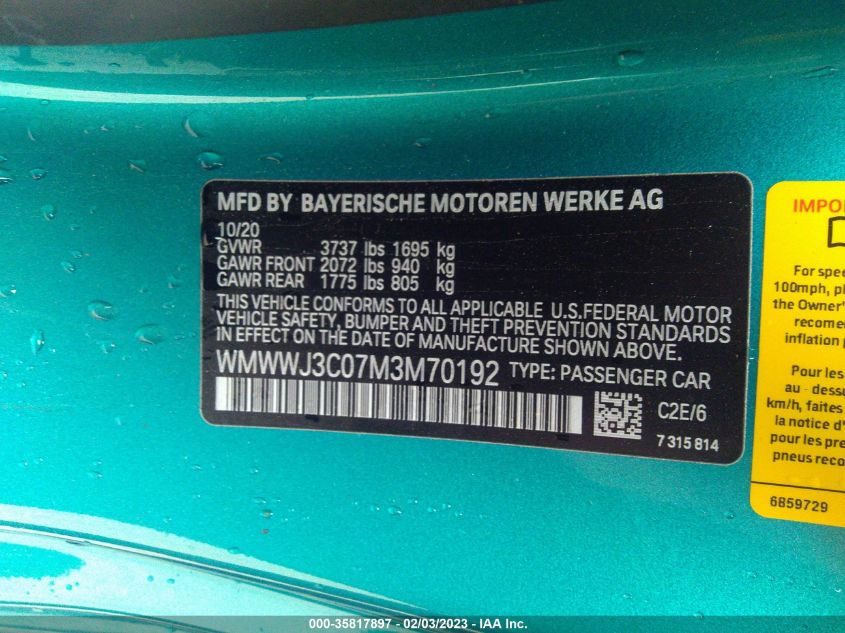 MFD BY BAYERISCHE MOTOREN WERKE AG
10/20
GVWR 3737 lbs 1695 kg
GAWR FRONT 2072 lbs 940 kg
GAWR REAR 1775 lbs 805 kg
THIS VEHICLE CONFORMS TO ALL APPLICABLE U.S.FEDERAL MOTOR
VEHICLE SAFETY, BUMPER AND THEFT PREVENTION STANDARDS
IN EFFECT ON THE DATE OF MANUFACTURE SHOWN ABOVE.
WMWWJ3C07M3M70192 TYPE: PASSENGER CAR
C2E/6
7 315 814
IMPO
For spee
100mph, pl
the Owner'
recome
inflation p
Pour les
au - dessu
km/h, faites
la notice d'
pour les pre
pneus reco
6859729
000-35817897 - 02/03/2023 - IAA Inc.